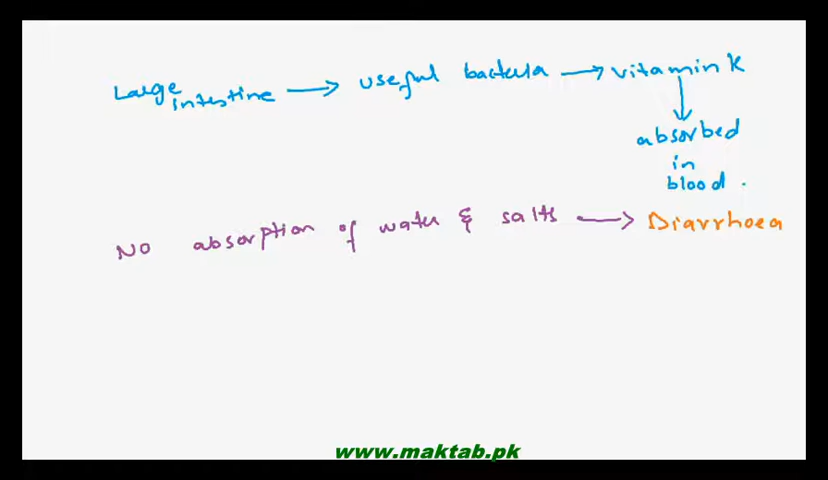 Large intestine → useful bacteria → vitamin K
absorbed
in
blood.
No absorption of water & salts → Diarrhoea
www.maktab.pk